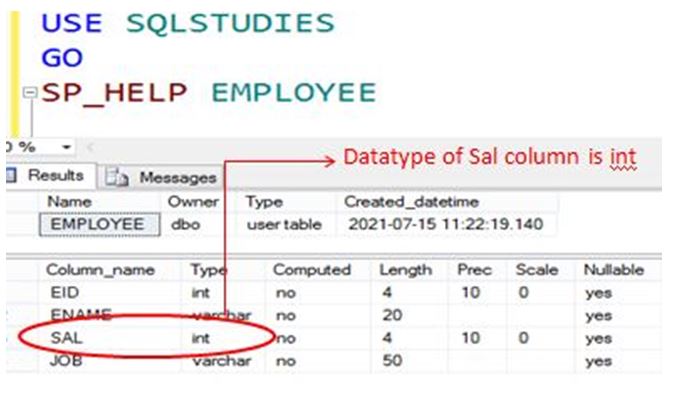 USE SQLSTUDIES
GO
SP_HELP EMPLOYEE
0 %
Datatype of Sal column is int
Results Messages
Name Owner Type Created_datetime
EMPLOYEE dbo user table 2021-07-15 11:22:19.140
Column_name Type Computed Length Prec Scale Nullable
EID int no 4 10 0 yes
ENAME varchar no 20 yes
SAL int no 4 10 0 yes
JOB varchar no 50 yes